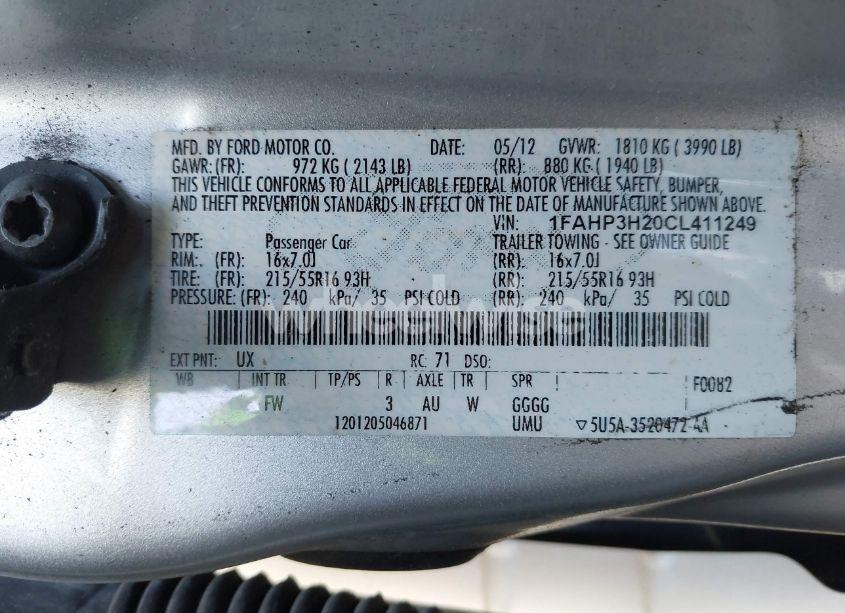 MFD. BY FORD MOTOR CO. DATE: 05/12 GVWR: 1810 KG ( 3990 LB)
GAWR: (FR): 972 KG ( 2143 LB) (RR): 880 KG ( 1940 LB)
THIS VEHICLE CONFORMS TO ALL APPLICABLE FEDERAL MOTOR VEHICLE SAFETY, BUMPER,
AND THEFT PREVENTION STANDARDS IN EFFECT ON THE DATE OF MANUFACTURE SHOWN ABOVE.
VIN: 1FAHP3H20CL411249
TYPE: Passenger Car TRAILER TOWING - SEE OWNER GUIDE
RIM.: (FR): 16x7.0J (RR): 16x7.0J
TIRE: (FR): 215/55R16 93H (RR): 215/55R16 93H
PRESSURE: (FR): 240 kPa/ 35 PSI COLD (RR): 240 kPa/ 35 PSI COLD
wheelwise
EXT PNT: UX RC: 71 DSO:
WB INT TR TP/PS R AXLE TR SPR F0082
FW 3 AU W GGGG
1201205046871 UMU ▽5U5A-3520472-AA